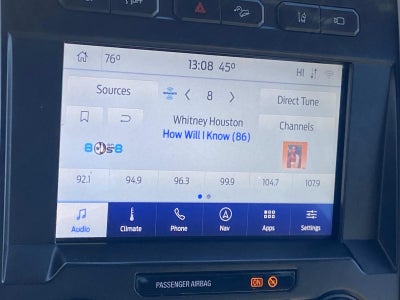 76° 13:08 45° HI
Sources 8 Direct Tune
Whitney Houston
How Will I Know (86)
Channels
80s8
92.1 94.9 96.3 99.9 104.7 107.9
Audio Climate Phone Nav Apps Settings
PASSENGER AIRBAG ON